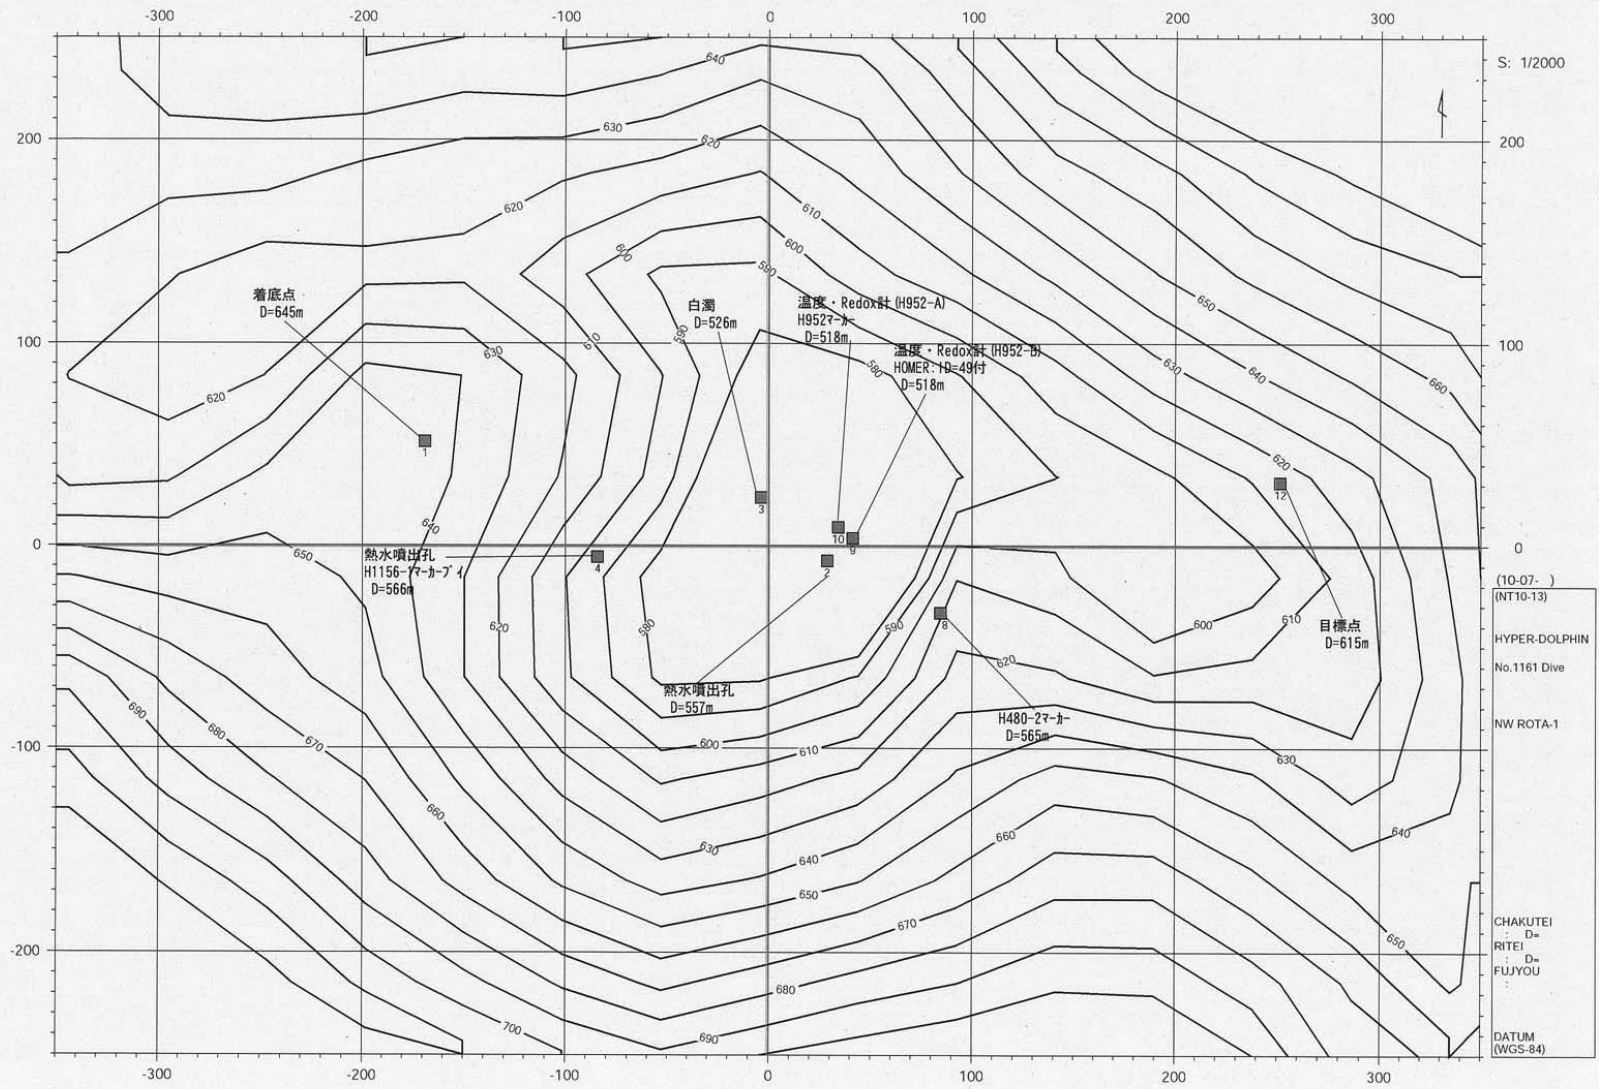 -300 -200 -100 0 100 200 300
S: 1/2000
640
630
620
200
200
620
610
600
600
590
650
着底点
D=645m
白濁
D=526m
温度・Redox計(H952-A)
H952マーカー
D=518m
590
610
100
100
630
温度・Redox計(H952-B)
HOMER:ID=49付
D=518m
580
630
640
660
620
1
620
12
3
640
10
9
0
0
650
熱水噴出孔
H1156-1マーカーブイ
D=566m
4
2
(10-07- )
(NT10-13)
8
620
580
590
600
610
目標点
D=615m
HYPER-DOLPHIN
No.1161 Dive
620
熱水噴出孔
D=557m
H480-2マーカー
D=565m
NW ROTA-1
690
680
670
600
610
-100
630
660
640
630
640
660
650
CHAKUTEI
: D=
RITEI
: D=
FUJYOU
:
670
650
-200
680
700
690
DATUM
(WGS-84)
-300 -200 -100 0 100 200 300